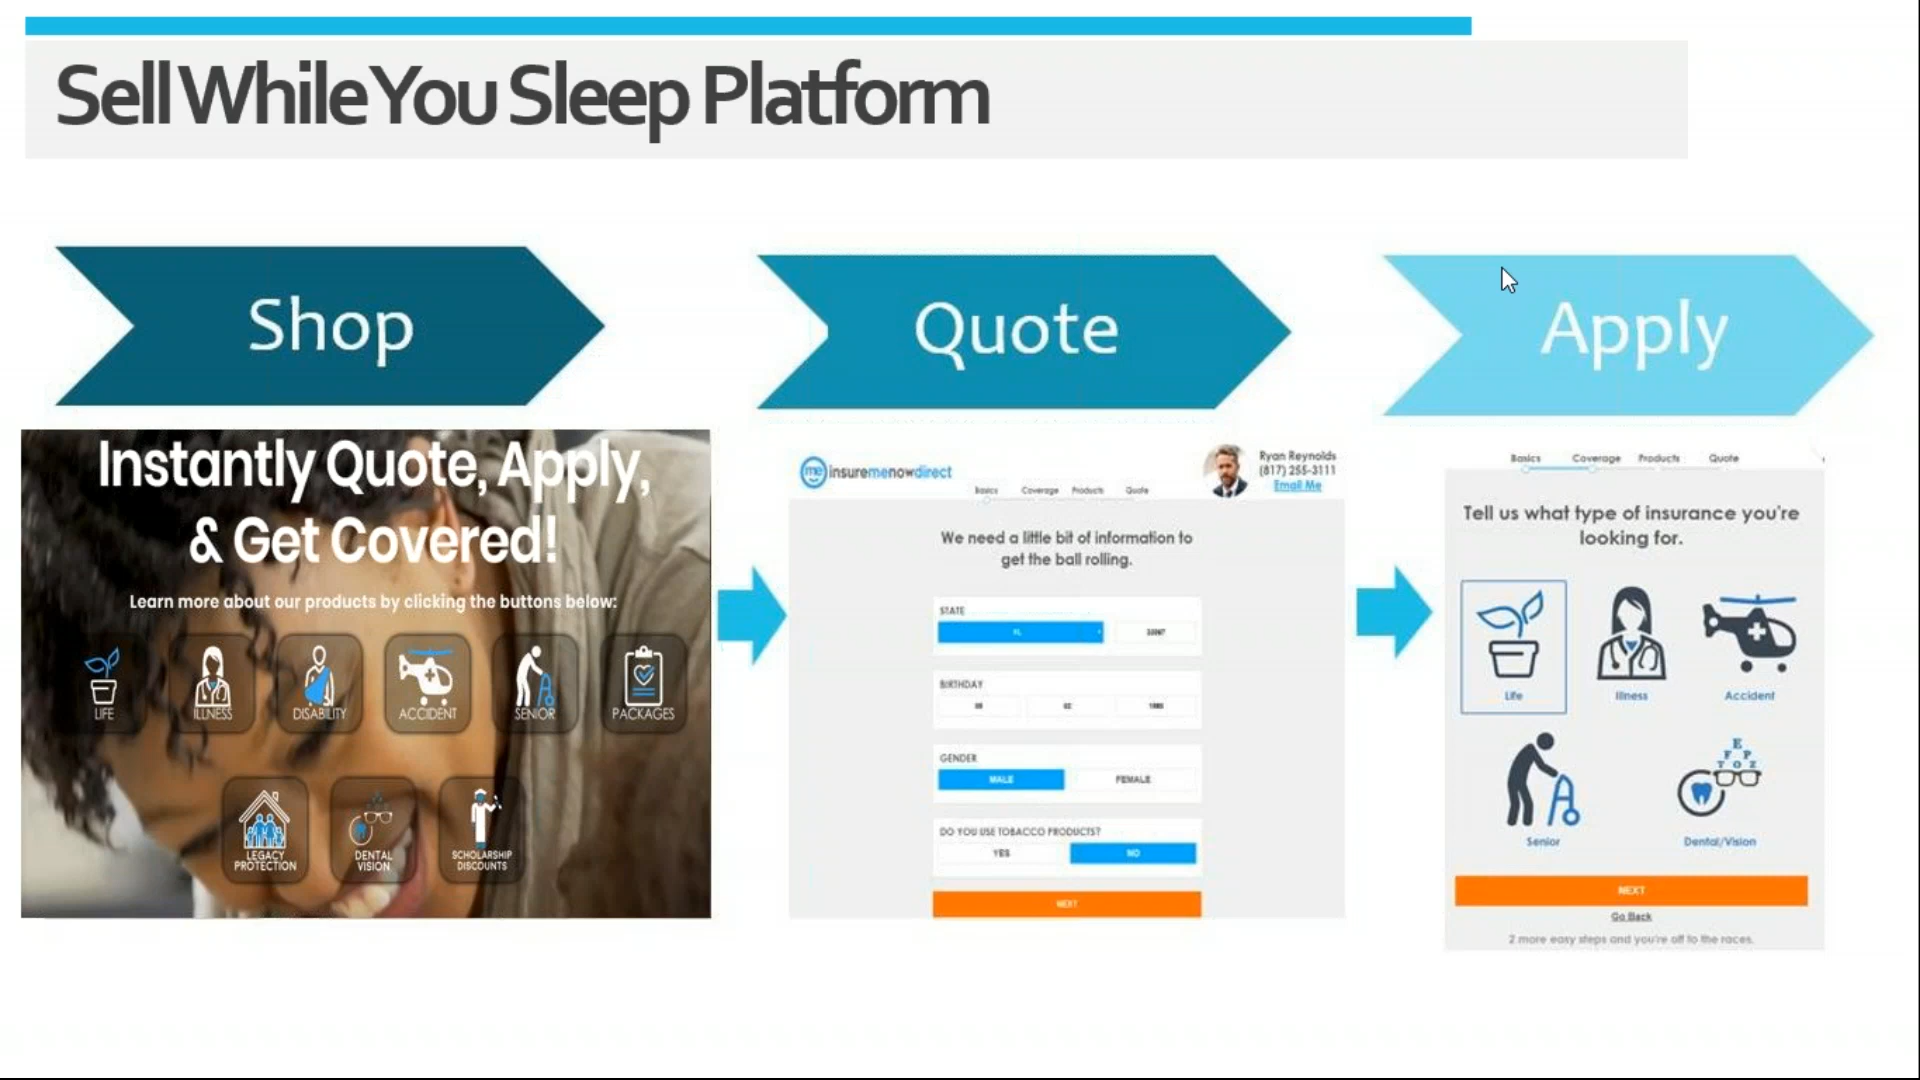 Sell While You Sleep Platform
Shop
Quote
Apply
Instantly Quote, Apply,
& Get Covered!
Learn more about our products by clicking the buttons below:
LIFE
ILLNESS
DISABILITY
ACCIDENT
SENIOR
PACKAGES
LEGACY
PROTECTION
DENTAL
VISION
SCHOLARSHIP
DISCOUNTS
me insuremenowdirect
Ryan Reynolds
(817) 255-3111
Email Me
Basics Coverage Products Quote
We need a little bit of information to
get the ball rolling.
STATE
BIRTHDAY
GENDER
MALE FEMALE
DO YOU USE TOBACCO PRODUCTS?
YES NO
NEXT
Basics Coverage Products Quote
Tell us what type of insurance you're
looking for.
Life Illness Accident
E
F P
T O Z
Senior Dental/Vision
NEXT
Go Back
2 more easy steps and you're off to the races.